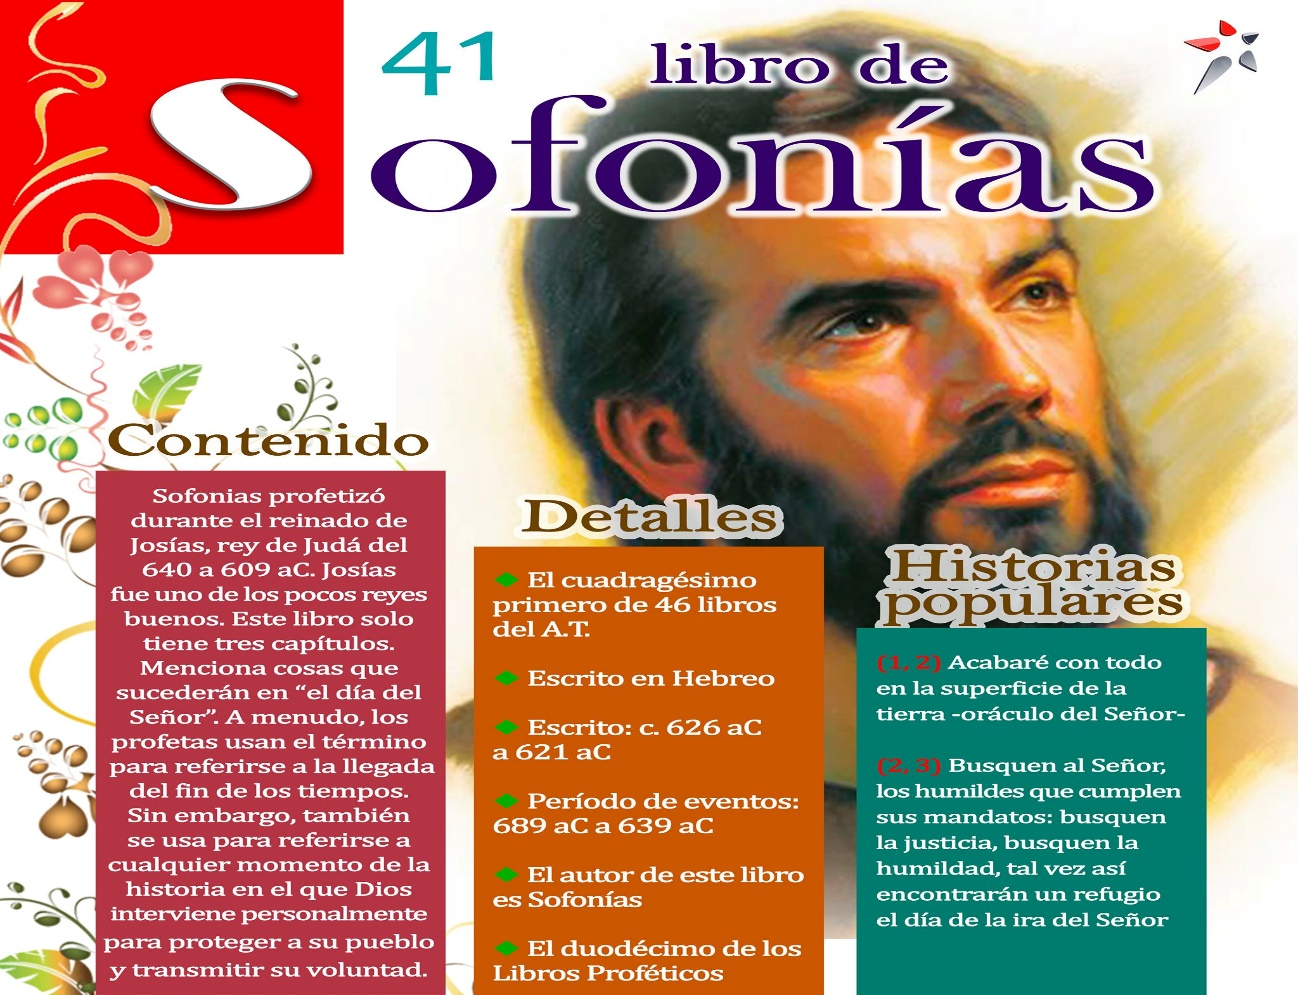 41
libro de
Sofonías
Contenido
Sofonias profetizó
durante el reinado de
Josías, rey de Judá del
640 a 609 aC. Josías
fue uno de los pocos reyes
buenos. Este libro solo
tiene tres capítulos.
Menciona cosas que
sucederán en “el día del
Señor”. A menudo, los
profetas usan el término
para referirse a la llegada
del fin de los tiempos.
Sin embargo, también
se usa para referirse a
cualquier momento de la
historia en el que Dios
interviene personalmente
para proteger a su pueblo
y transmitir su voluntad.
Detalles
El cuadragésimo
primero de 46 libros
del A.T.
Escrito en Hebreo
Escrito: c. 626 aC
a 621 aC
Período de eventos:
689 aC a 639 aC
El autor de este libro
es Sofonías
El duodécimo de los
Libros Proféticos
Historias
populares
(1, 2) Acabaré con todo
en la superficie de la
tierra -oráculo del Señor-
(2, 3) Busquen al Señor,
los humildes que cumplen
sus mandatos: busquen
la justicia, busquen la
humildad, tal vez así
encontrarán un refugio
el día de la ira del Señor